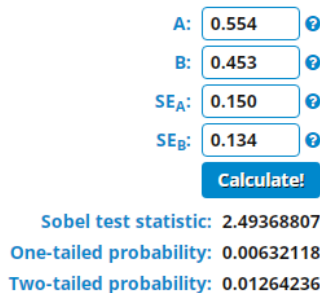 A: 0.554
B: 0.453
SEA: 0.150
SEB: 0.134
Calculate!
Sobel test statistic: 2.49368807
One-tailed probability: 0.00632118
Two-tailed probability: 0.01264236